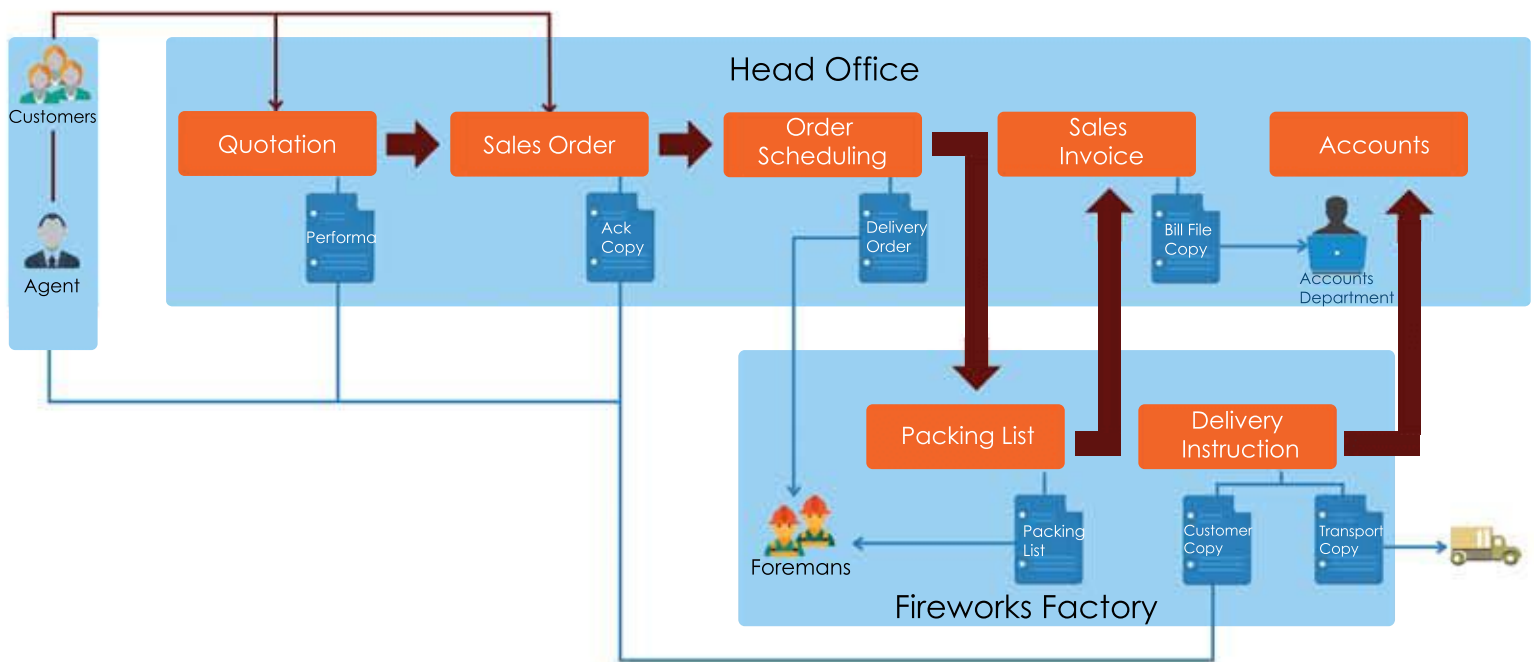 Head Office
Customers
Agent
Quotation
Sales Order
Order
Scheduling
Sales
Invoice
Accounts
Performa
Ack
Copy
Delivery
Order
Bill File
Copy
Accounts
Department
Packing List
Delivery
Instruction
Foremans
Packing
List
Customer
Copy
Transport
Copy
Fireworks Factory